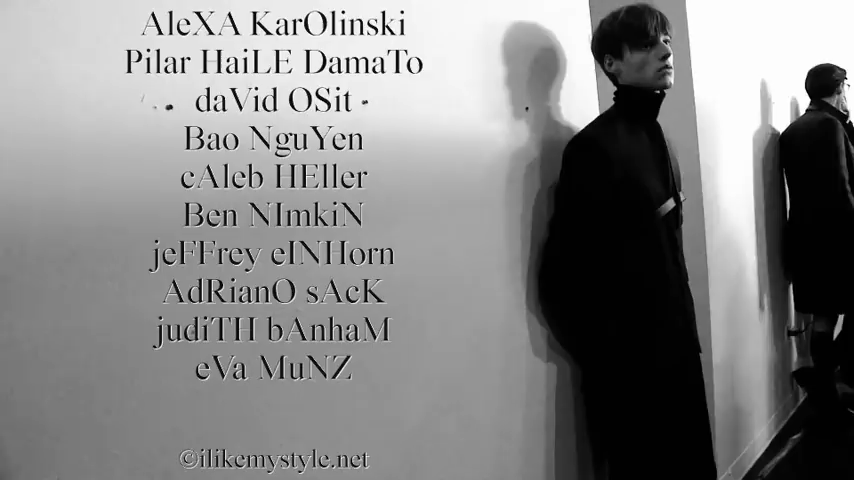 AleXA KarOlinski
Pilar HaiLE DamaTo
daVid OSit
Bao NguYen
cAleb HEller
Ben NImkiN
jeFFrey eINHorn
AdRianO sAcK
judiTH bAnhaM
eVa MuNZ
©ilikemystyle.net